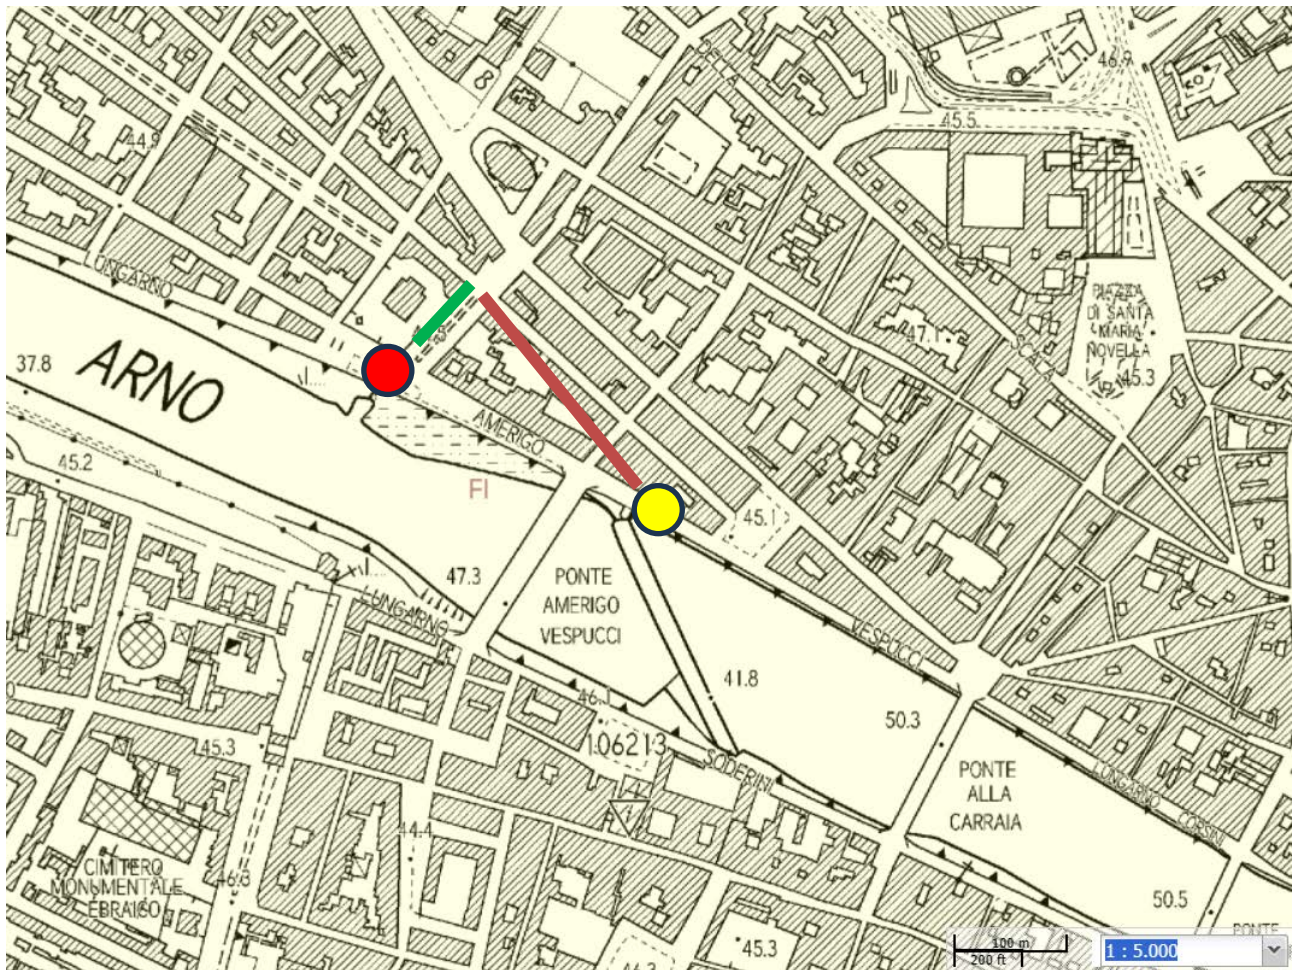 DELLA
46.9
45.5
44.9
LUNGARNO
PIAZZA
DI SANTA
MARIA
NOVELLA
45.3
47.1
SCALA
37.8
ARNO
AMERIGO
45.2
FI
45.1
47.3
PONTE
AMERIGO
VESPUCCI
LUNGARNO
VESPUCCI
41.8
46.1
50.3
45.3
106213
SODERINI
PONTE
ALLA
CARRAIA
LUNGARNO
CORSINI
44.4
CIMITERO
MONUMENTALE
EBRAICO
46.3
50.5
45.3
PONTE
100 m
200 ft
1 : 5.000